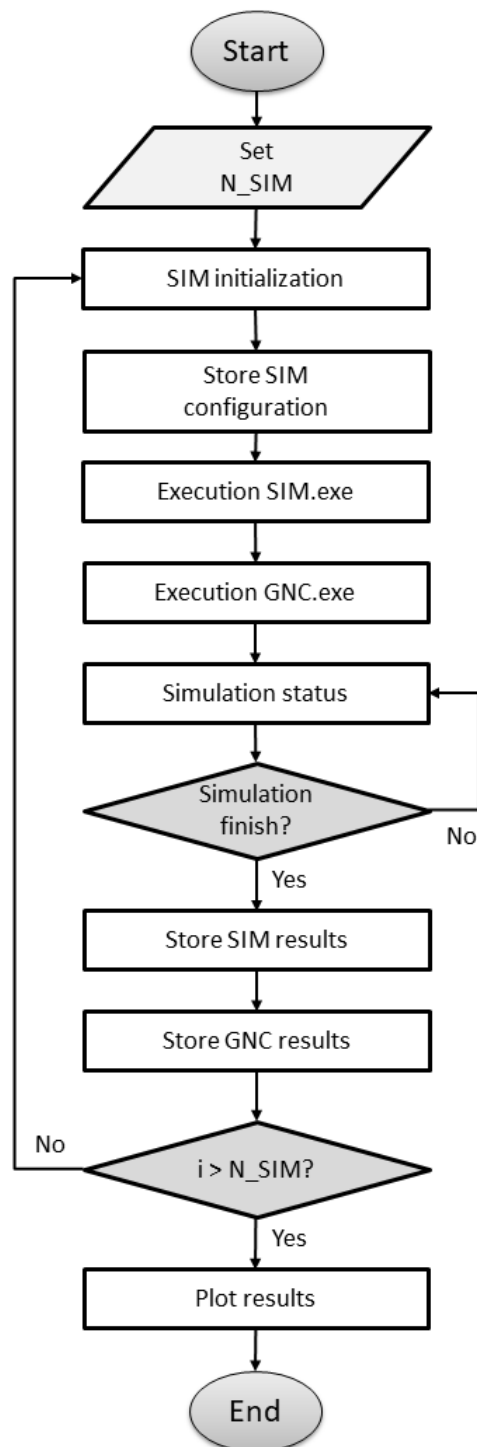 Start
Set
N_SIM
SIM initialization
Store SIM
configuration
Execution SIM.exe
Execution GNC.exe
Simulation status
Simulation
finish?
No
Yes
Store SIM results
Store GNC results
No
i > N_SIM?
Yes
Plot results
End